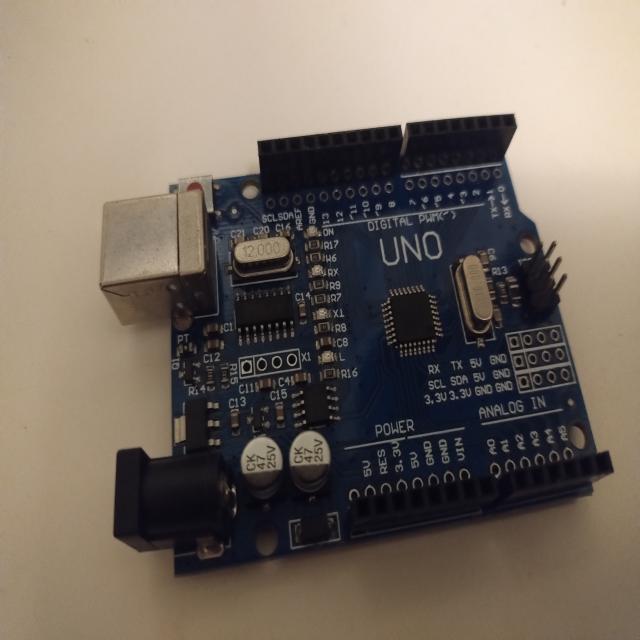 SCL SDA AREF GND 13 12 ~11 ~10 ~9 8 7 ~6 ~5 4 ~3 2 TX→1 RX←0
DIGITAL PWM<~>
C21 C20 C16
ON
12.000
R17
R6
RX
R9
R7
R8
C8
L
R16
UNO
R13
C1
C14
PT
C12
R14
R15
X1
C11
C4
C13
C15
RX TX 5V GND
SCL SDA 5V GND
3.3V 3.3V GND GND
CK
47
25V
CK
47
25V
POWER
ANALOG IN
5V RES 3.3V 5V GND GND VIN A0 A1 A2 A3 A4 A5